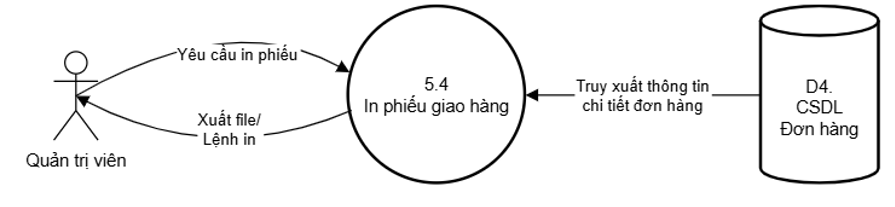 Yêu cầu in phiếu
Xuất file/
Lệnh in
Quản trị viên
5.4
In phiếu giao hàng
Truy xuất thông tin
chi tiết đơn hàng
D4.
CSDL
Đơn hàng